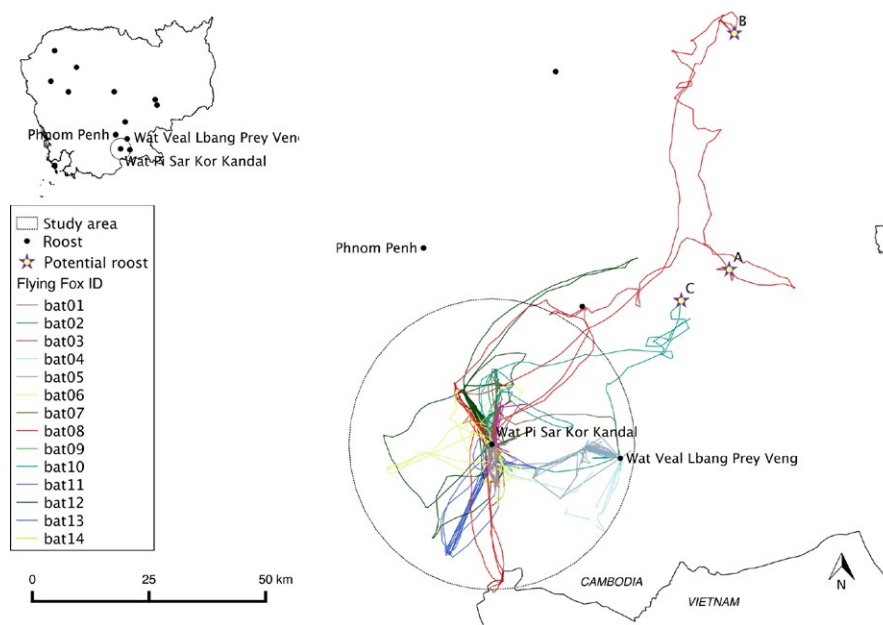 Phnom Penh
Wat Veal Lbang Prey Veng
Wat Pi Sar Kor Kandal
Study area
Roost
Potential roost
Flying Fox ID
bat01
bat02
bat03
bat04
bat05
bat06
bat07
bat08
bat09
bat10
bat11
bat12
bat13
bat14
0 25 50 km
B
Phnom Penh
A
C
Wat Pi Sar Kor Kandal
Wat Veal Lbang Prey Veng
CAMBODIA
VIETNAM
N